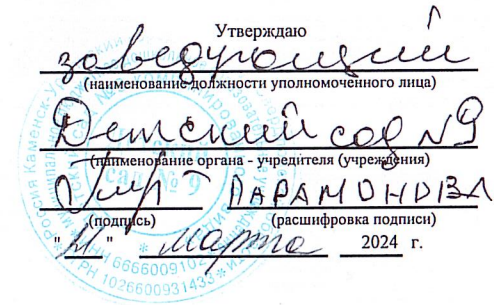 Утверждаю
заведующий
(наименование должности уполномоченного лица)
Детский сад №9
(наименование органа - учредителя (учреждения)
ПАРАМОНОВА
(подпись) (расшифровка подписи)
" " марта 2024 г.